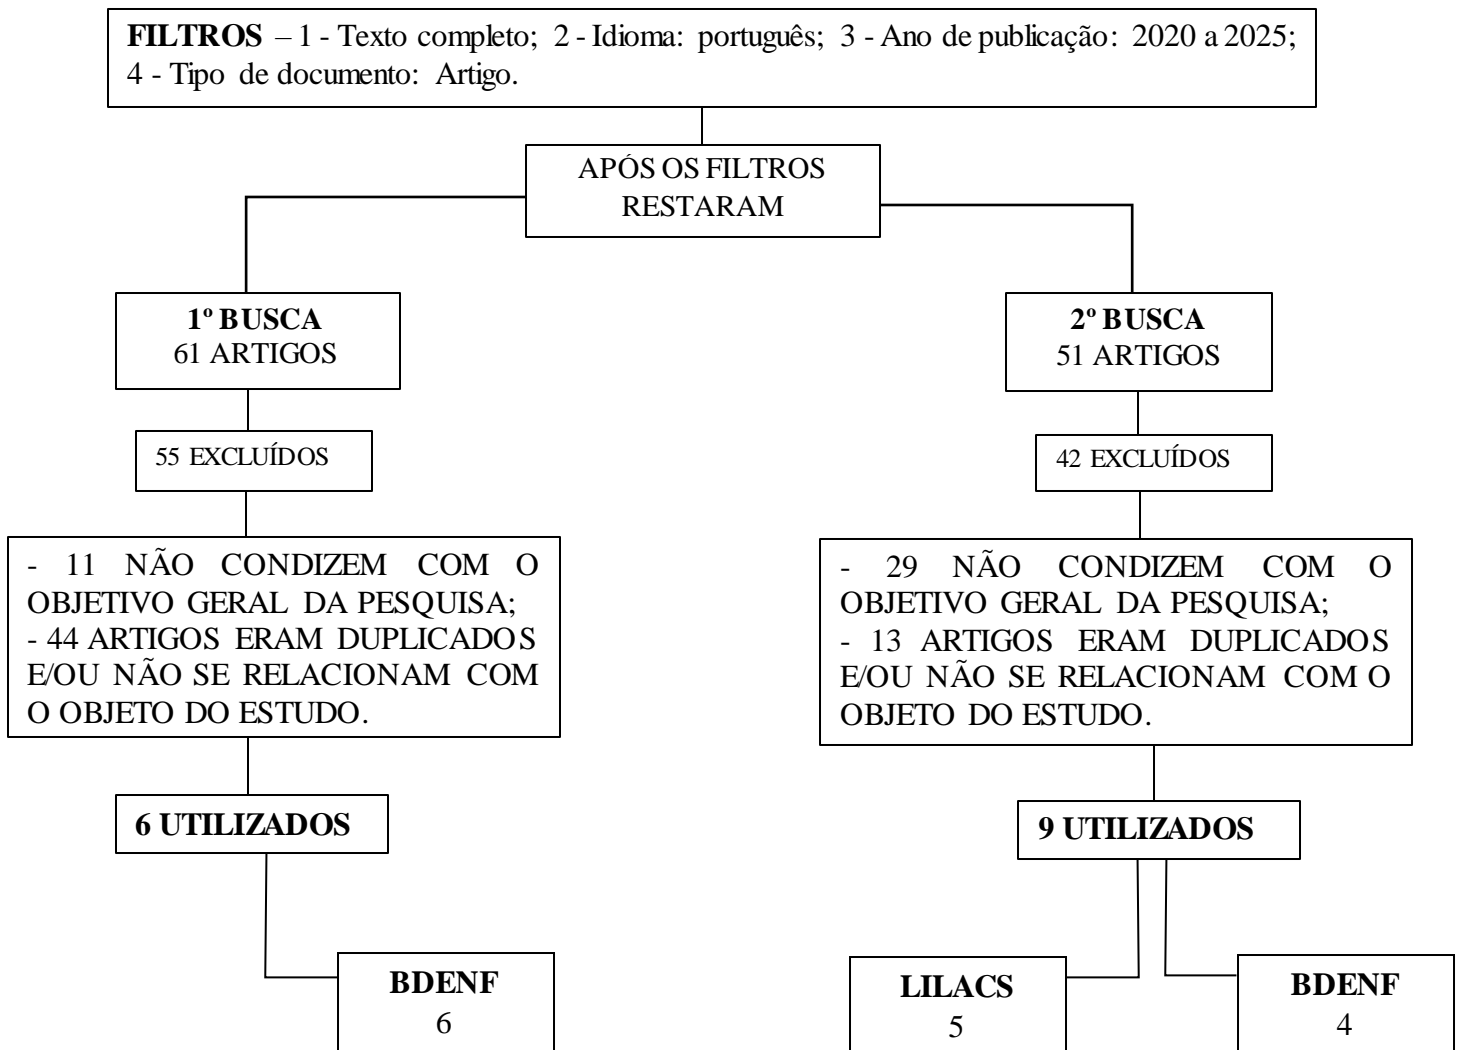 FILTROS – 1 - Texto completo; 2 - Idioma: português; 3 - Ano de publicação: 2020 a 2025;
4 - Tipo de documento: Artigo.
APÓS OS FILTROS
RESTARAM
1º BUSCA
61 ARTIGOS
2º BUSCA
51 ARTIGOS
55 EXCLUÍDOS
42 EXCLUÍDOS
- 11 NÃO CONDIZEM COM O
OBJETIVO GERAL DA PESQUISA;
- 44 ARTIGOS ERAM DUPLICADOS
E/OU NÃO SE RELACIONAM COM
O OBJETO DO ESTUDO.
- 29 NÃO CONDIZEM COM O
OBJETIVO GERAL DA PESQUISA;
- 13 ARTIGOS ERAM DUPLICADOS
E/OU NÃO SE RELACIONAM COM O
OBJETO DO ESTUDO.
6 UTILIZADOS
9 UTILIZADOS
BDENF
6
LILACS
5
BDENF
4